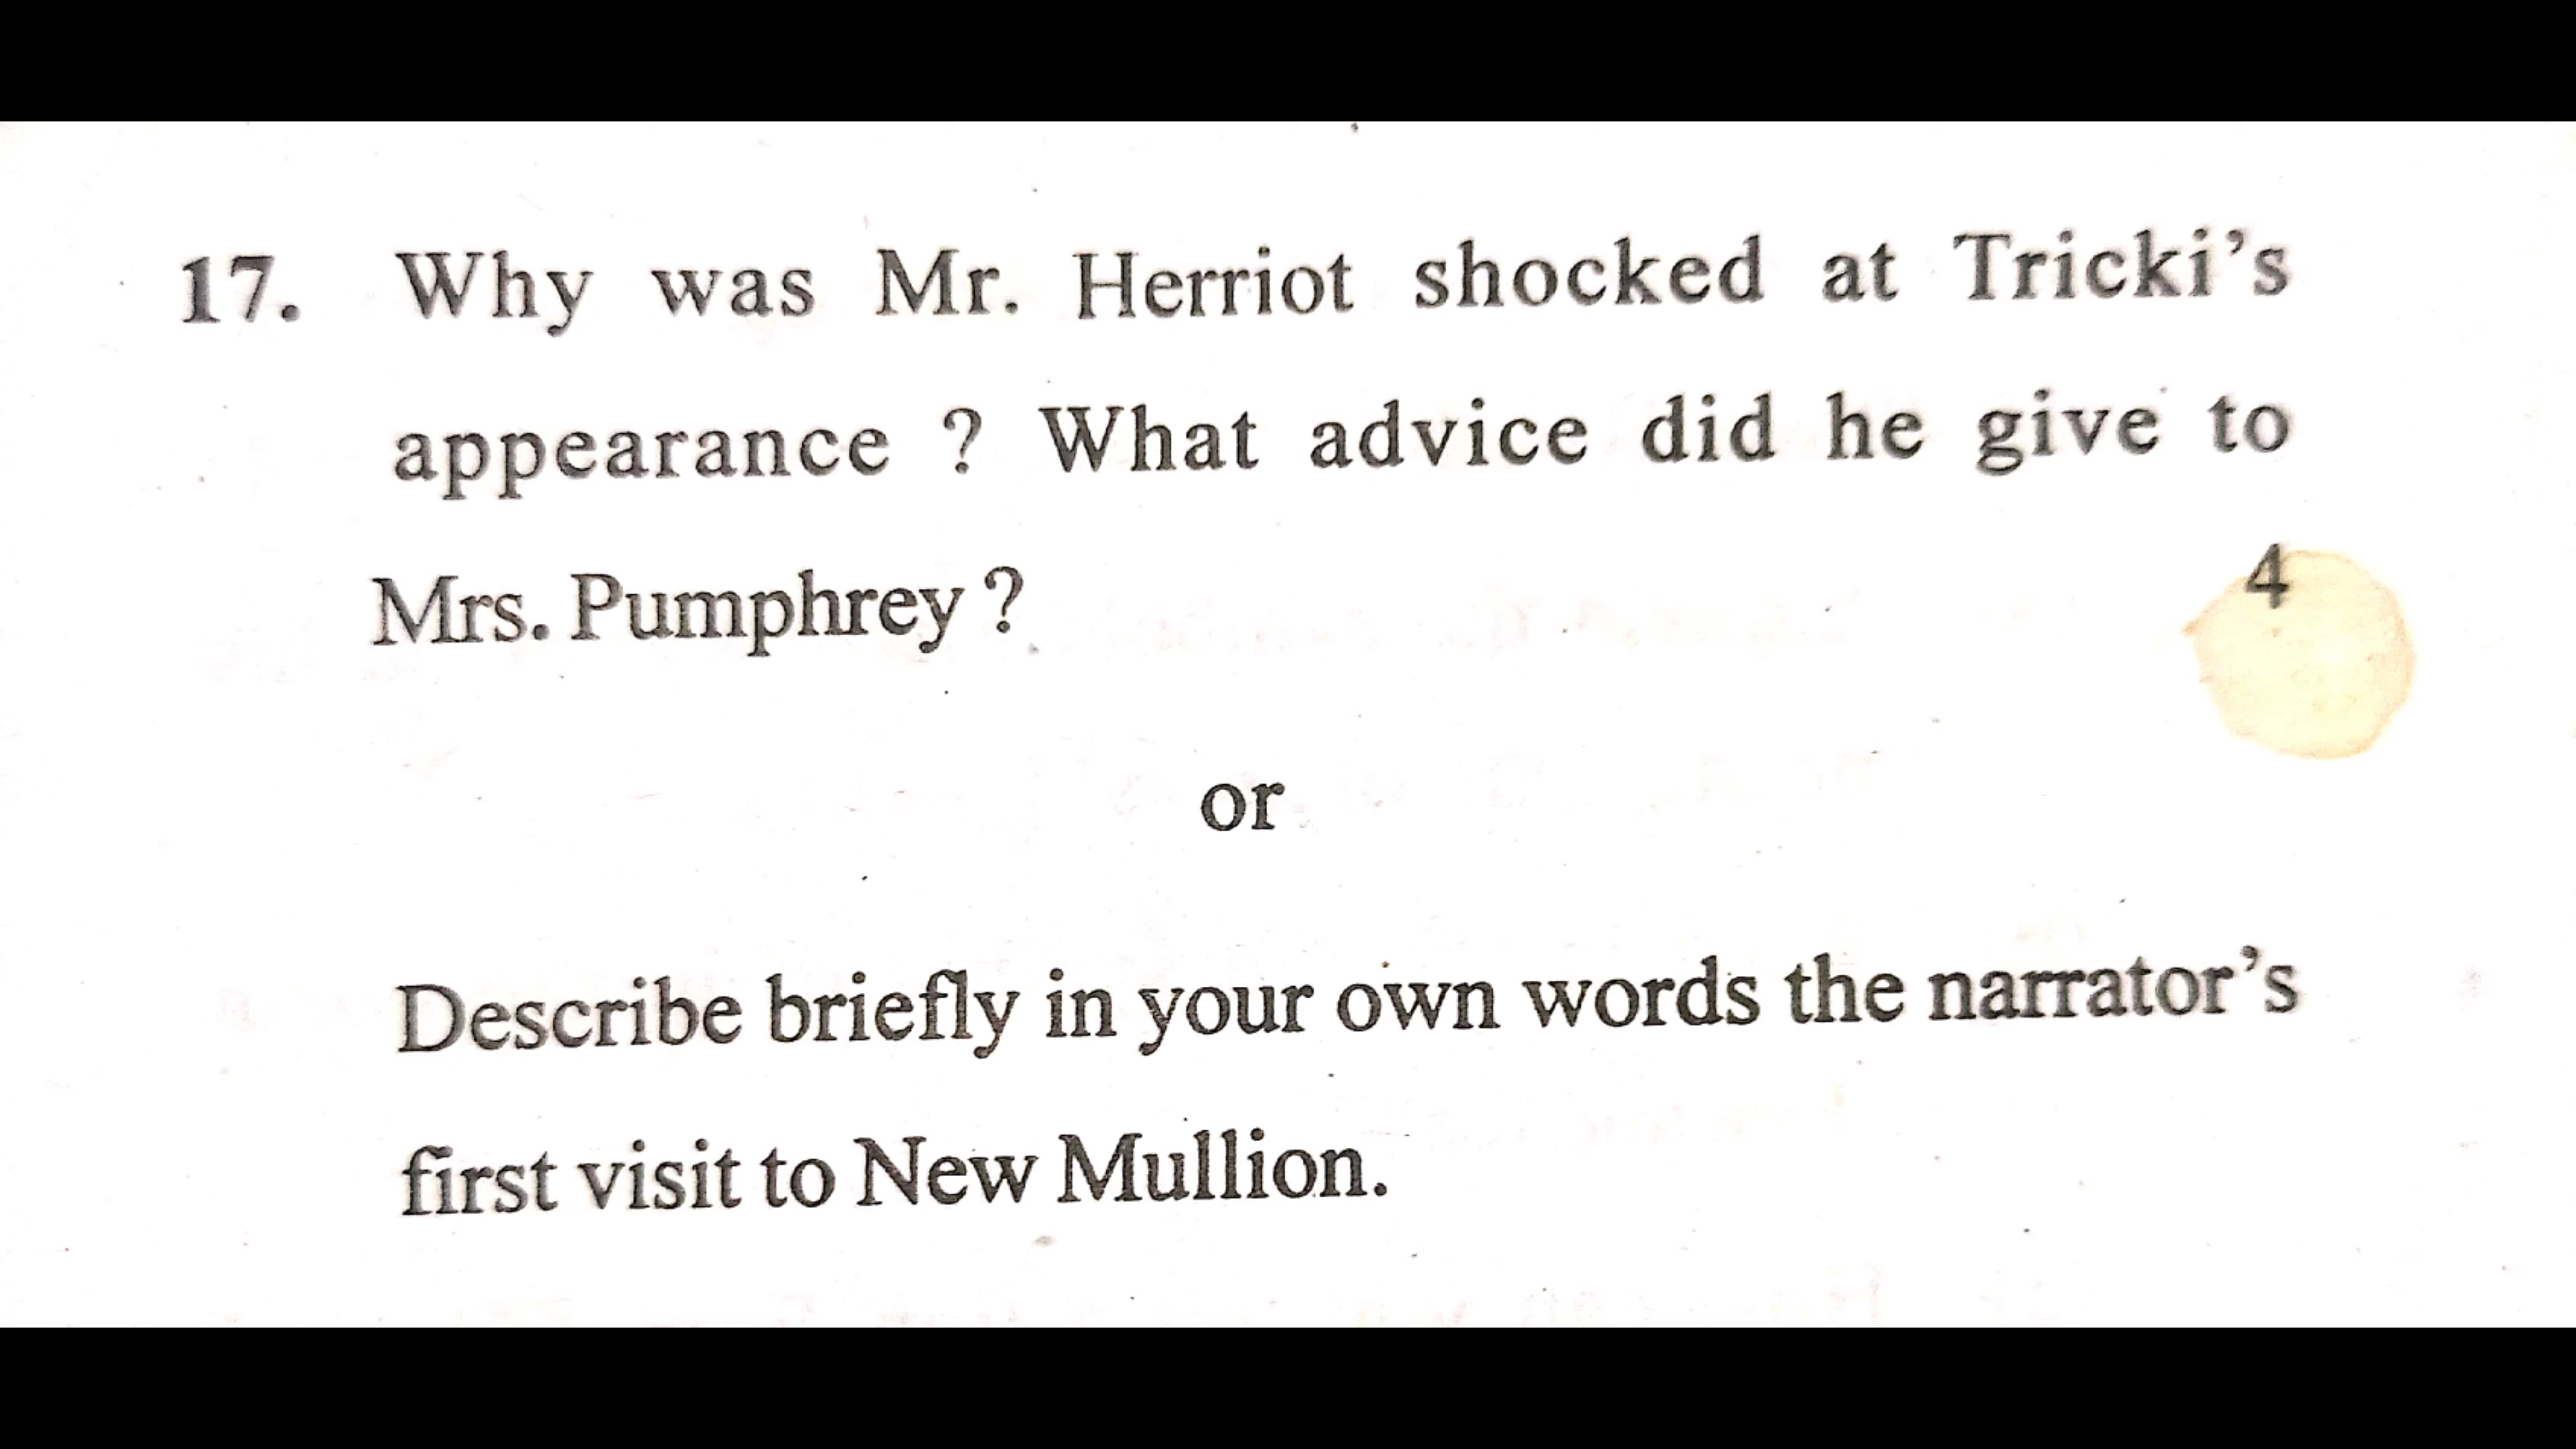 17. Why was Mr. Herriot shocked at Tricki's
appearance ? What advice did he give to
Mrs. Pumphrey ? 4
or
Describe briefly in your own words the narrator's
first visit to New Mullion.